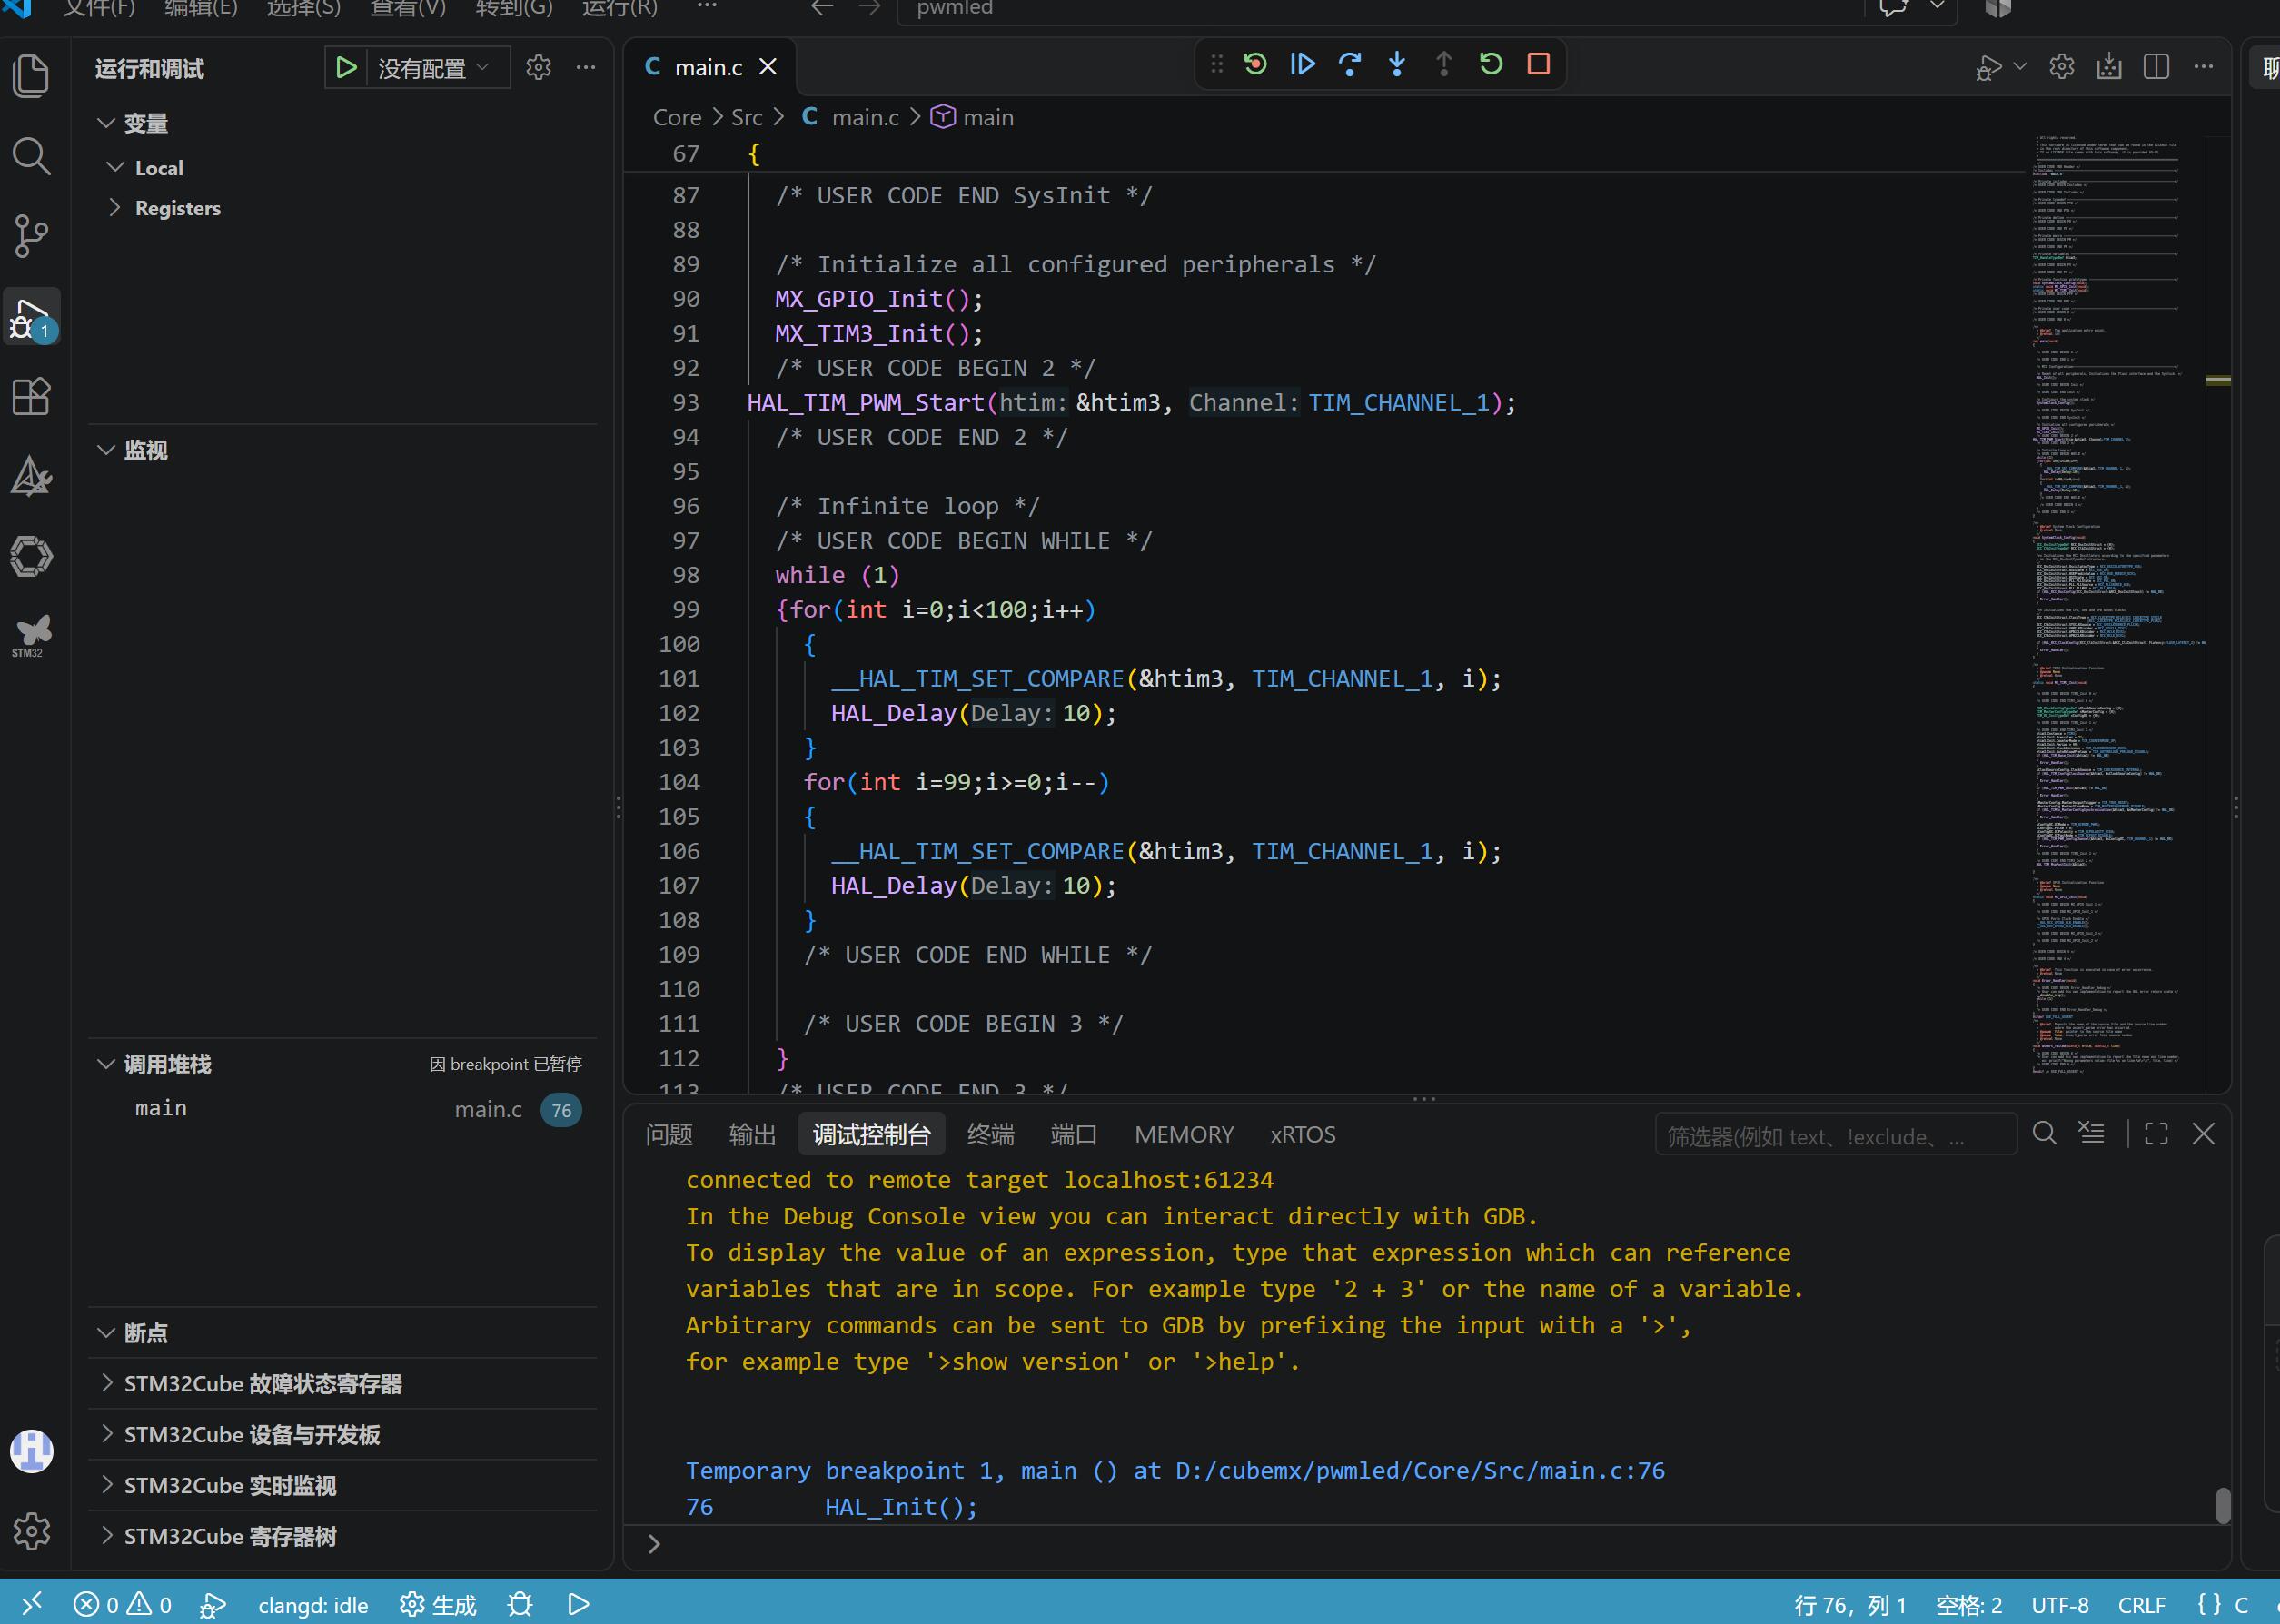 文件(F) 编辑(E) 选择(S) 查看(V) 转到(G) 运行(R) ··· pwmled
运行和调试 没有配置
变量
Local
Registers
监视
调用堆栈 因 breakpoint 已暂停
main main.c 76
断点
STM32Cube 故障状态寄存器
STM32Cube 设备与开发板
STM32Cube 实时监视
STM32Cube 寄存器树
1
STM32
C main.c
Core > Src > C main.c > main
67 {
87 /* USER CODE END SysInit */
88
89 /* Initialize all configured peripherals */
90 MX_GPIO_Init();
91 MX_TIM3_Init();
92 /* USER CODE BEGIN 2 */
93 HAL_TIM_PWM_Start(htim: &htim3, Channel: TIM_CHANNEL_1);
94 /* USER CODE END 2 */
95
96 /* Infinite loop */
97 /* USER CODE BEGIN WHILE */
98 while (1)
99 {for(int i=0;i<100;i++)
100 {
101 __HAL_TIM_SET_COMPARE(&htim3, TIM_CHANNEL_1, i);
102 HAL_Delay(Delay: 10);
103 }
104 for(int i=99;i>=0;i--)
105 {
106 __HAL_TIM_SET_COMPARE(&htim3, TIM_CHANNEL_1, i);
107 HAL_Delay(Delay: 10);
108 }
109 /* USER CODE END WHILE */
110
111 /* USER CODE BEGIN 3 */
112 }
113 /* USER CODE END 3 */
问题 输出 调试控制台 终端 端口 MEMORY xRTOS 筛选器(例如 text、!exclude、...
connected to remote target localhost:61234
In the Debug Console view you can interact directly with GDB.
To display the value of an expression, type that expression which can reference
variables that are in scope. For example type '2 + 3' or the name of a variable.
Arbitrary commands can be sent to GDB by prefixing the input with a '>',
for example type '>show version' or '>help'.
Temporary breakpoint 1, main () at D:/cubemx/pwmled/Core/Src/main.c:76
76 HAL_Init();
>
0 0 clangd: idle 生成 行 76，列 1 空格: 2 UTF-8 CRLF {} C